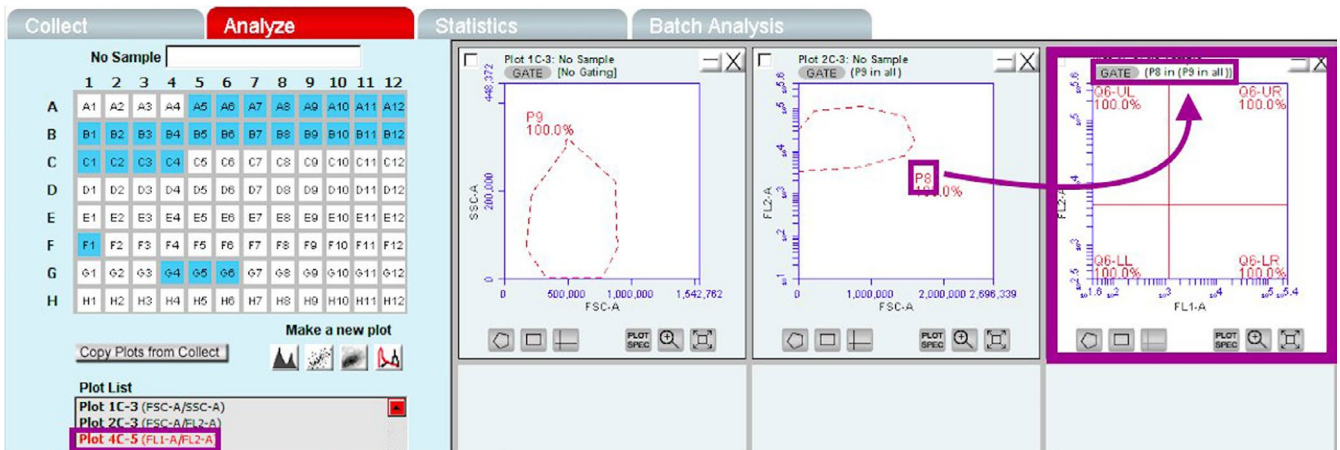 Collect Analyze Statistics Batch Analysis
No Sample
1 2 3 4 5 6 7 8 9 10 11 12
A A1 A2 A3 A4 A5 A6 A7 A8 A9 A10 A11 A12
B B1 B2 B3 B4 B5 B6 B7 B8 B9 B10 B11 B12
C C1 C2 C3 C4 C5 C6 C7 C8 C9 C10 C11 C12
D D1 D2 D3 D4 D5 D6 D7 D8 D9 D10 D11 D12
E E1 E2 E3 E4 E5 E6 E7 E8 E9 E10 E11 E12
F F1 F2 F3 F4 F5 F6 F7 F8 F9 F10 F11 F12
G G1 G2 G3 G4 G5 G6 G7 G8 G9 G10 G11 G12
H H1 H2 H3 H4 H5 H6 H7 H8 H9 H10 H11 H12
Make a new plot
Copy Plots from Collect
Plot List
Plot 1C-3 (FSC-A/SSC-A)
Plot 2C-3 (FSC-A/FL2-A)
Plot 4C-5 (FL1-A/FL2-A)
Plot 1C-3: No Sample
GATE [No Gating]
448,372
200,000
0
SSC-A
P9
100.0%
0 500,000 1,000,000 1,542,762
FSC-A
PLOT
SPEC
Plot 2C-3: No Sample
GATE (P9 in all)
FL2-A
P8
100.0%
0 1,000,000 2,000,000 2,696,339
FSC-A
PLOT
SPEC
GATE (P8 in (P9 in all))
Q6-UL Q6-UR
100.0% 100.0%
FL2-A
Q6-LL Q6-LR
100.0% 100.0%
FL1-A
PLOT
SPEC